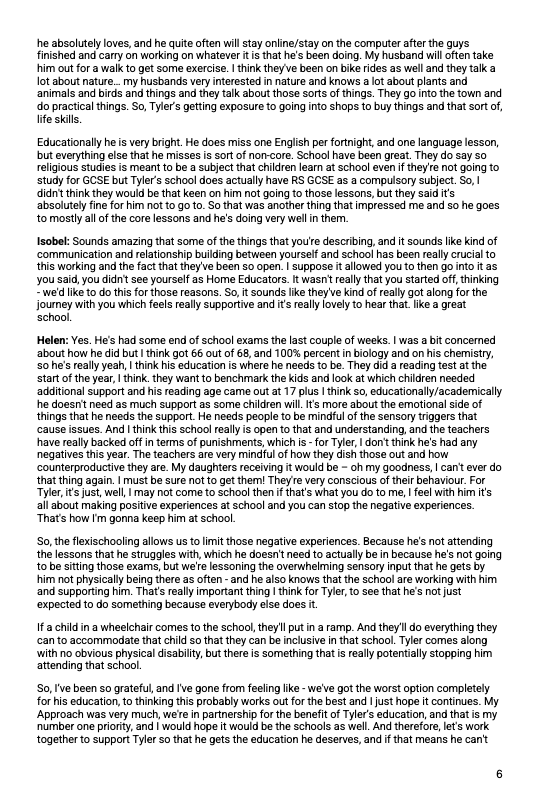 he absolutely loves, and he quite often will stay online/stay on the computer after the guys
finished and carry on working on whatever it is that he's been doing. My husband will often take
him out for a walk to get some exercise. I think they've been on bike rides as well and they talk a
lot about nature... my husbands very interested in nature and knows a lot about plants and
animals and birds and things and they talk about those sorts of things. They go into the town and
do practical things. So, Tyler's getting exposure to going into shops to buy things and that sort of,
life skills.
Educationally he is very bright. He does miss one English per fortnight, and one language lesson,
but everything else that he misses is sort of non-core. School have been great. They do say so
religious studies is meant to be a subject that children learn at school even if they're not going to
study for GCSE but Tyler's school does actually have RS GCSE as a compulsory subject. So, I
didn't think they would be that keen on him not going to those lessons, but they said it's
absolutely fine for him not to go to. So that was another thing that impressed me and so he goes
to mostly all of the core lessons and he's doing very well in them.
Isobel: Sounds amazing that some of the things that you're describing, and it sounds like kind of
communication and relationship building between yourself and school has been really crucial to
this working and the fact that they've been so open. I suppose it allowed you to then go into it as
you said, you didn't see yourself as Home Educators. It wasn't really that you started off, thinking
- we'd like to do this for those reasons. So, it sounds like they've kind of really got along for the
journey with you which feels really supportive and it's really lovely to hear that. like a great
school.
Helen: Yes. He's had some end of school exams the last couple of weeks. I was a bit concerned
about how he did but I think got 66 out of 68, and 100% percent in biology and on his chemistry,
so he's really yeah, I think his education is where he needs to be. They did a reading test at the
start of the year, I think. they want to benchmark the kids and look at which children needed
additional support and his reading age came out at 17 plus I think so, educationally/academically
he doesn't need as much support as some children will. It's more about the emotional side of
things that he needs the support. He needs people to be mindful of the sensory triggers that
cause issues. And I think this school really is open to that and understanding, and the teachers
have really backed off in terms of punishments, which is - for Tyler, I don't think he's had any
negatives this year. The teachers are very mindful of how they dish those out and how
counterproductive they are. My daughters receiving it would be – oh my goodness, I can't ever do
that thing again. I must be sure not to get them! They're very conscious of their behaviour. For
Tyler, it's just, well, I may not come to school then if that's what you do to me, I feel with him it's
all about making positive experiences at school and you can stop the negative experiences.
That's how I'm gonna keep him at school.
So, the flexischooling allows us to limit those negative experiences. Because he's not attending
the lessons that he struggles with, which he doesn't need to actually be in because he's not going
to be sitting those exams, but we're lessoning the overwhelming sensory input that he gets by
him not physically being there as often - and he also knows that the school are working with him
and supporting him. That's really important thing I think for Tyler, to see that he's not just
expected to do something because everybody else does it.
If a child in a wheelchair comes to the school, they'll put in a ramp. And they'll do everything they
can to accommodate that child so that they can be inclusive in that school. Tyler comes along
with no obvious physical disability, but there is something that is really potentially stopping him
attending that school.
So, I've been so grateful, and I've gone from feeling like - we've got the worst option completely
for his education, to thinking this probably works out for the best and I just hope it continues. My
Approach was very much, we're in partnership for the benefit of Tyler's education, and that is my
number one priority, and I would hope it would be the schools as well. And therefore, let's work
together to support Tyler so that he gets the education he deserves, and if that means he can't
6